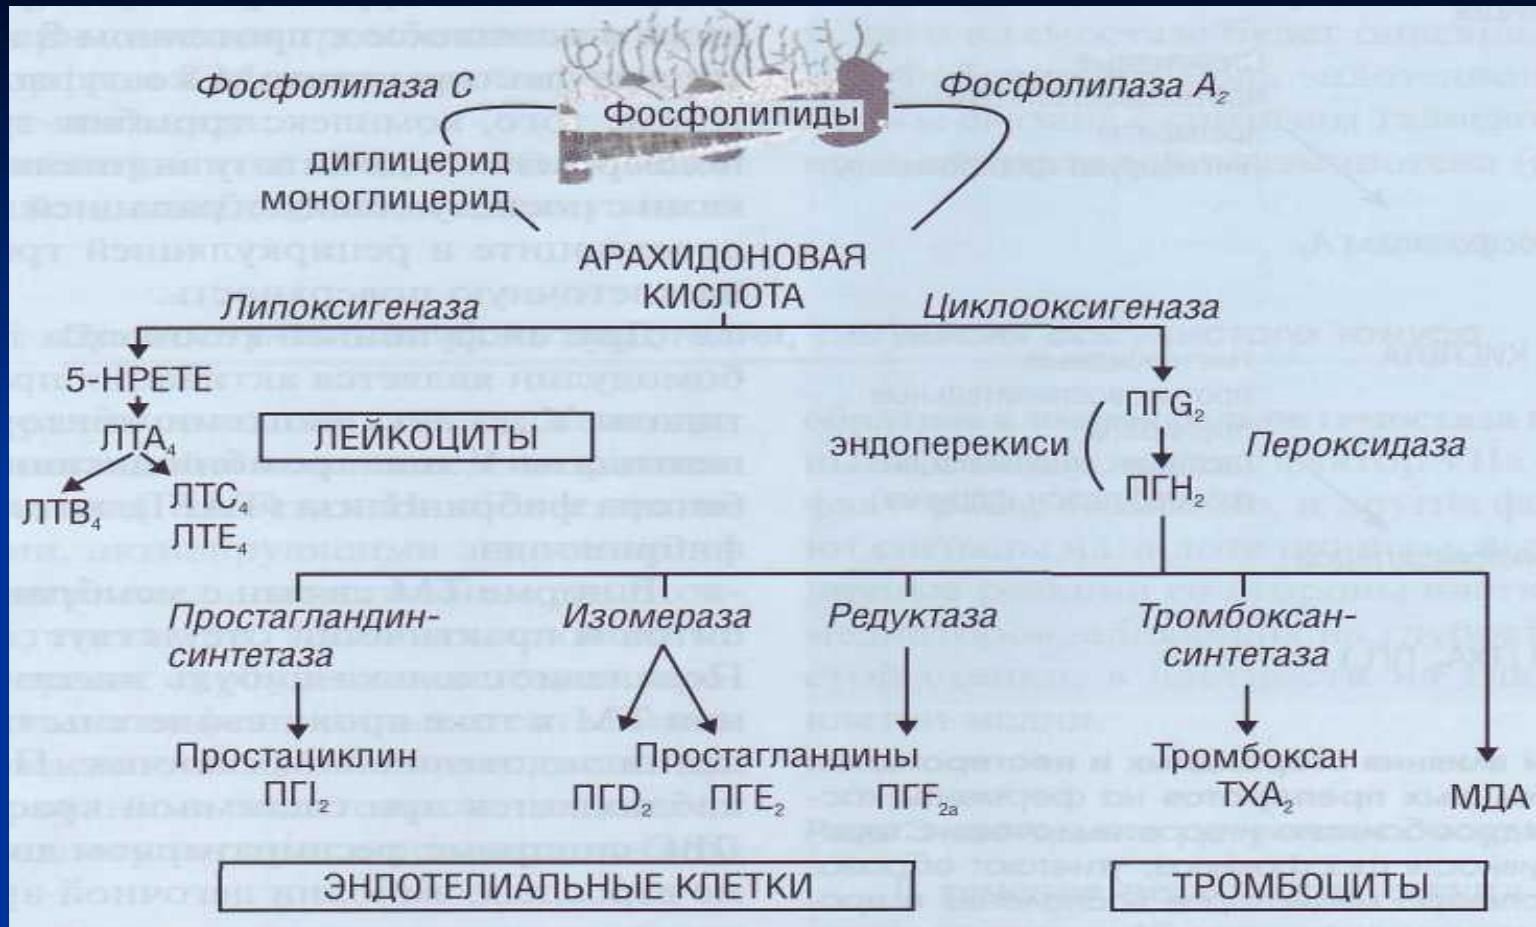 Фосфолипаза С
Фосфолипиды
Фосфолипаза А₂
диглицерид
моноглицерид
АРАХИДОНОВАЯ
КИСЛОТА
Липоксигеназа
Циклооксигеназа
5-НРЕТЕ
ЛТА₄
ЛТВ₄
ЛТС₄
ЛТЕ₄
ЛЕЙКОЦИТЫ
эндоперекиси
ПГG₂
ПГН₂
Пероксидаза
Простагландин-
синтетаза
Изомераза
Редуктаза
Тромбоксан-
синтетаза
Простациклин
ПГI₂
Простагландины
ПГD₂ ПГЕ₂ ПГF₂ₐ
Тромбоксан
ТХА₂
МДА
ЭНДОТЕЛИАЛЬНЫЕ КЛЕТКИ
ТРОМБОЦИТЫ